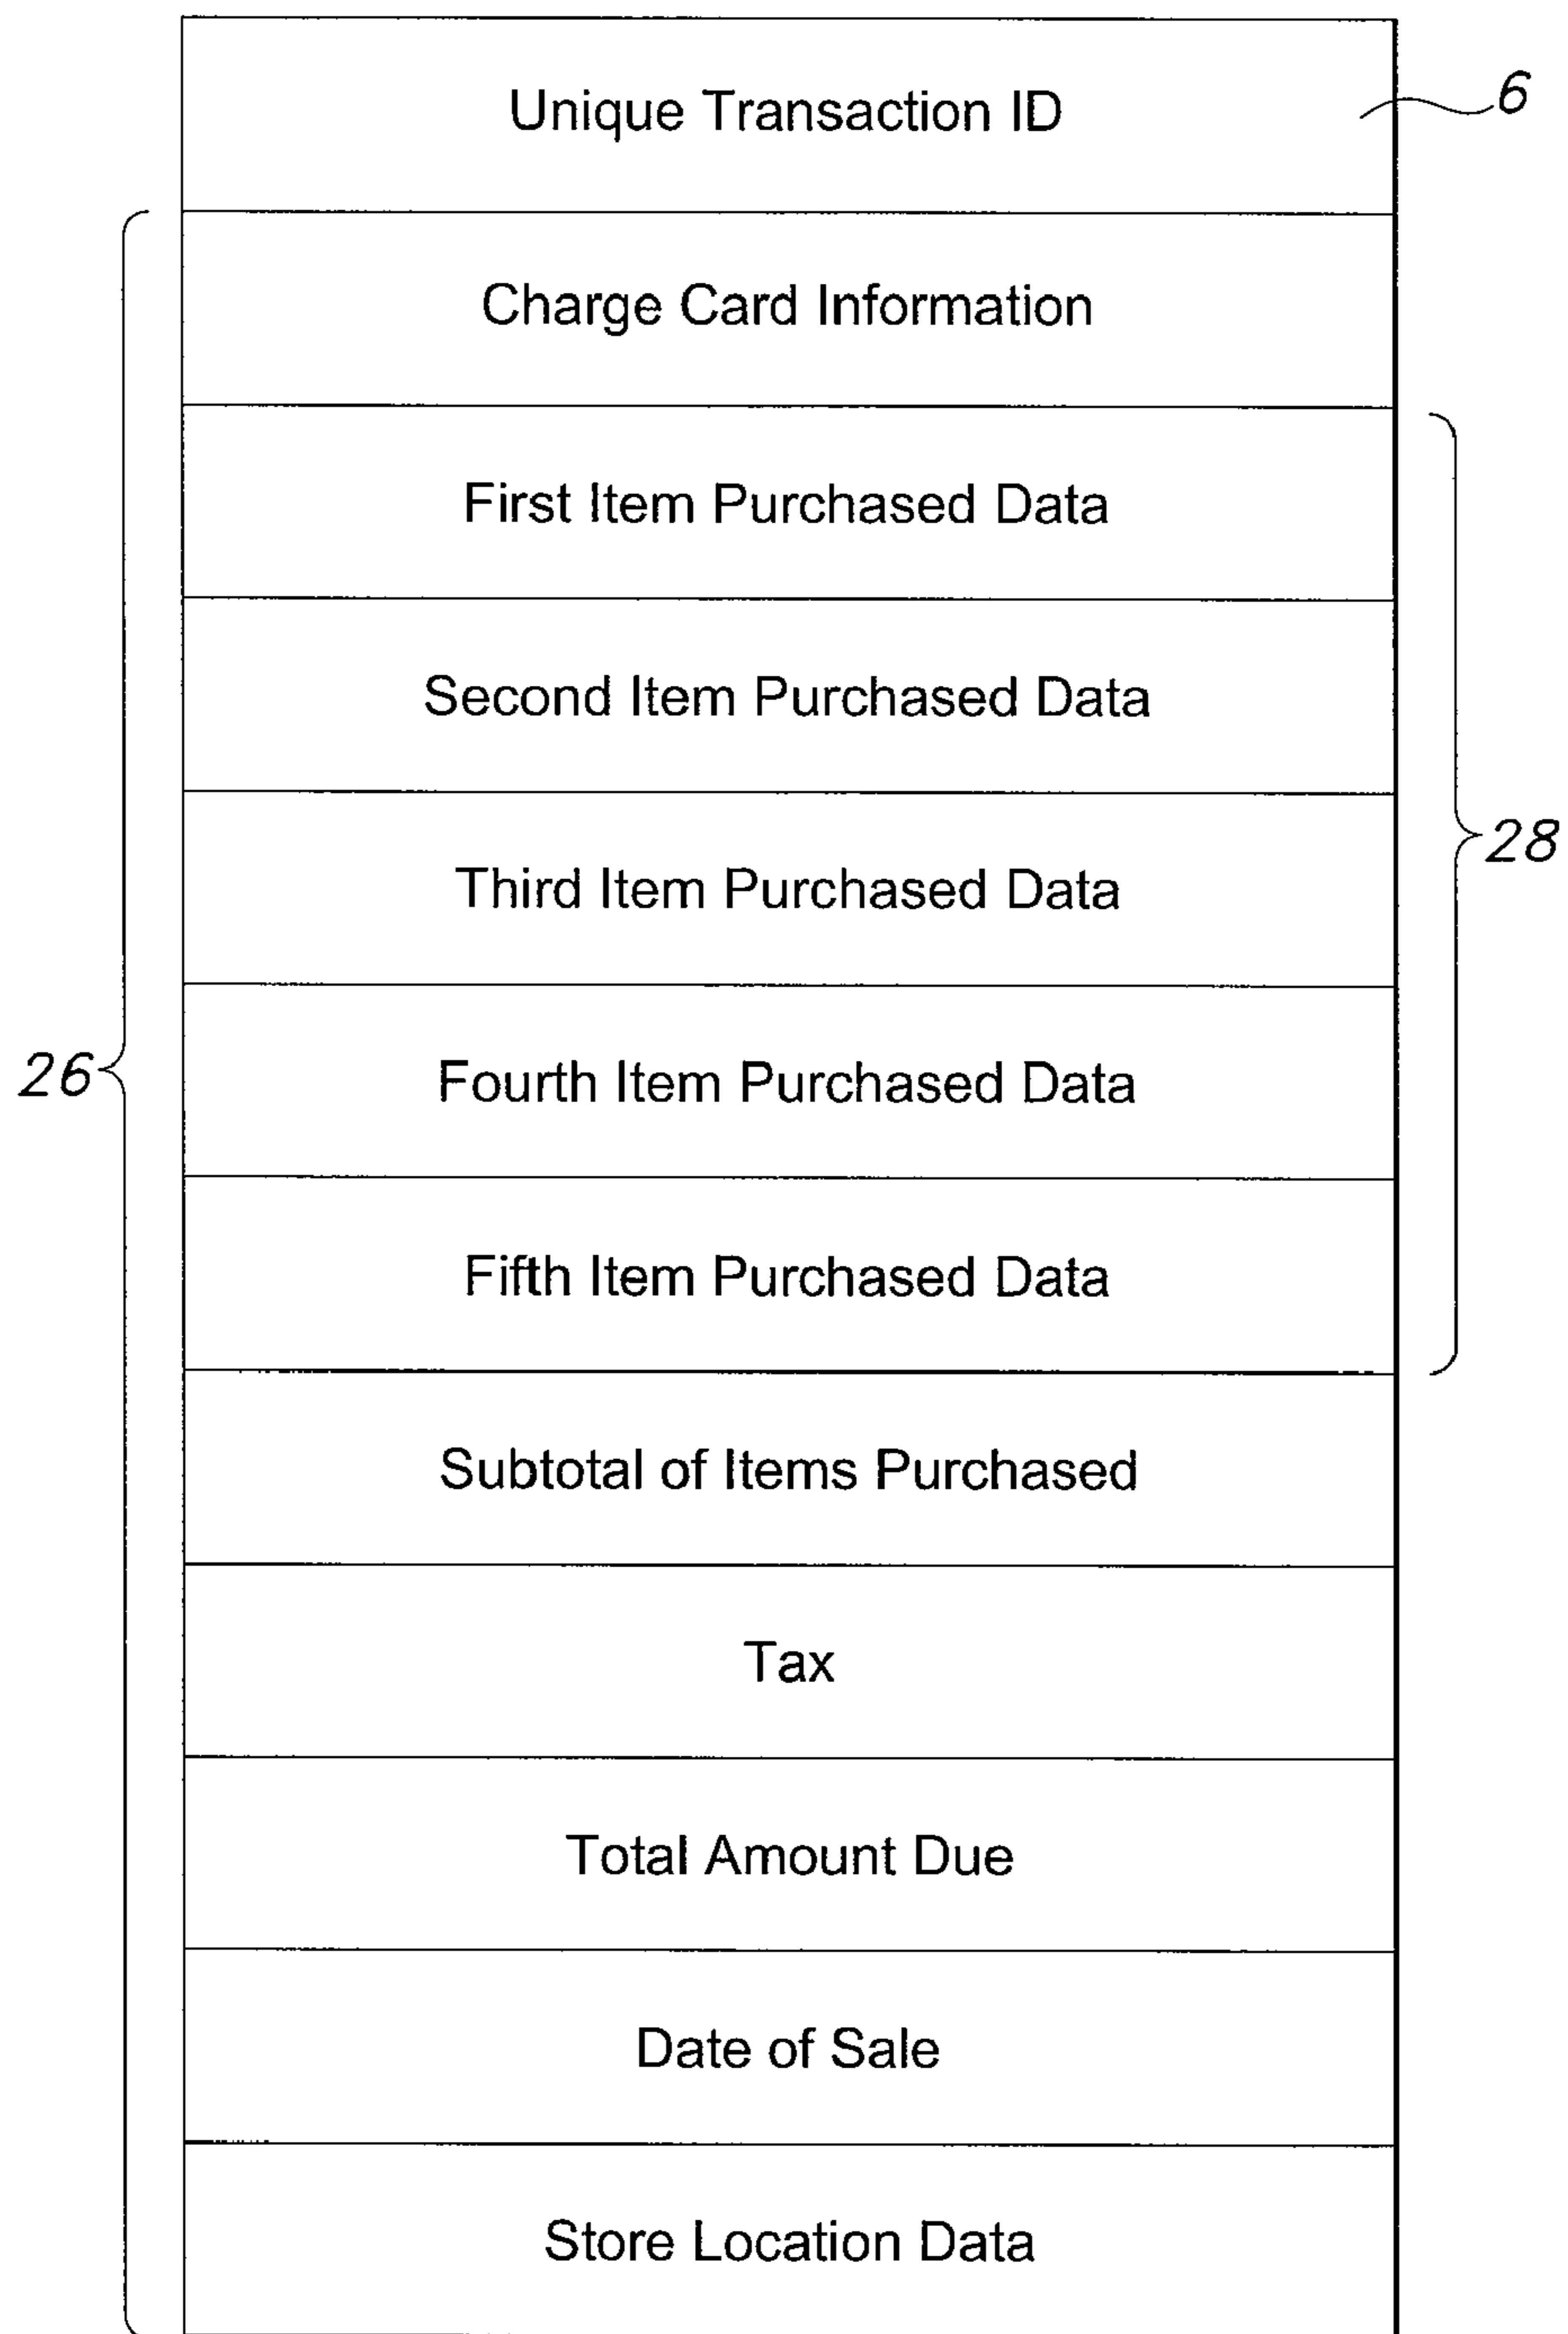 Unique Transaction ID
6
Charge Card Information
First Item Purchased Data
Second Item Purchased Data
28
Third Item Purchased Data
26
Fourth Item Purchased Data
Fifth Item Purchased Data
Subtotal of Items Purchased
Tax
Total Amount Due
Date of Sale
Store Location Data